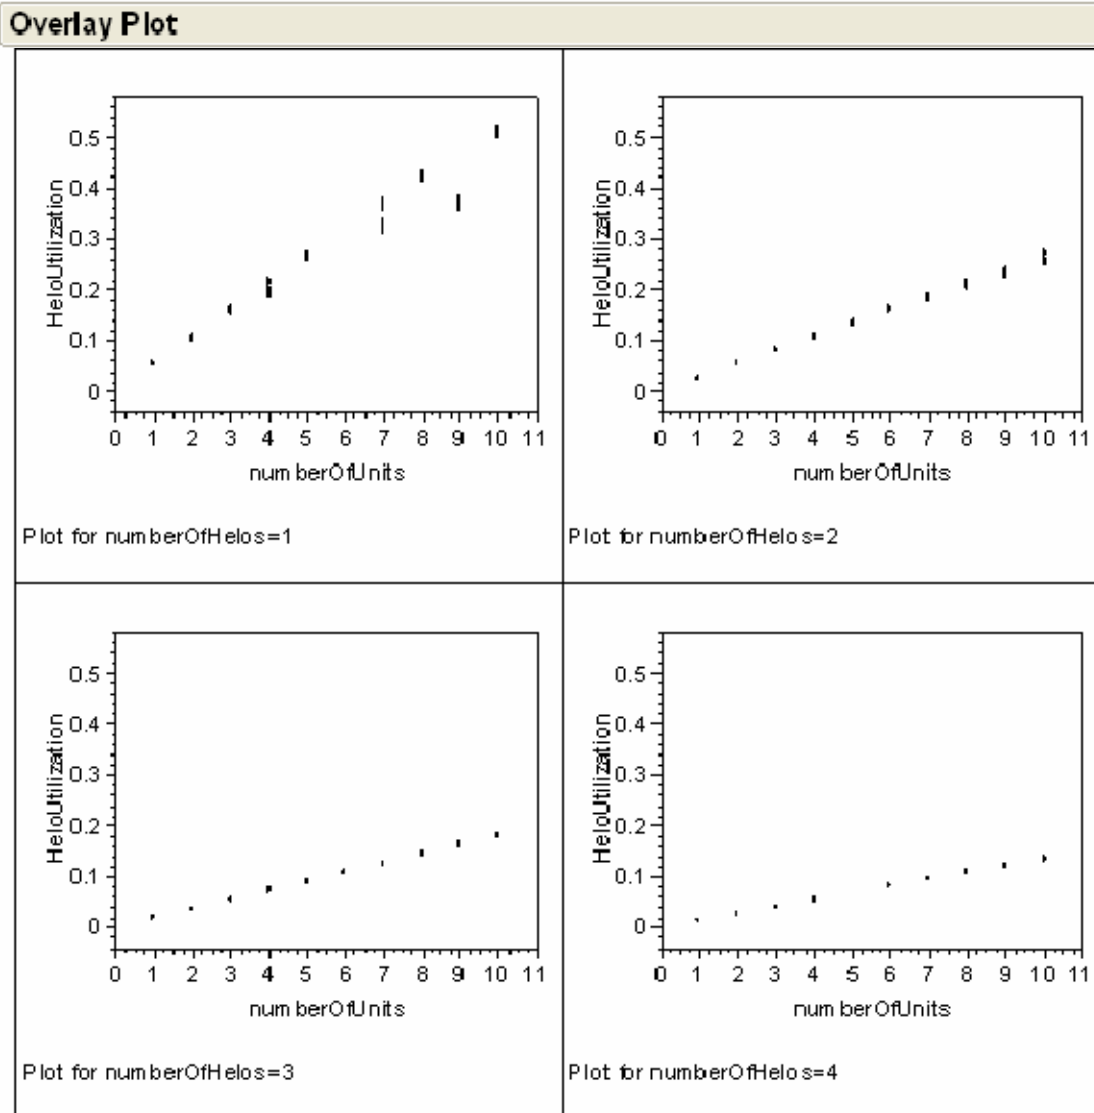 Overlay Plot
0.5
0.4
0.3
0.2
0.1
0
HeloUtilization
0 1 2 3 4 5 6 7 8 9 10 11
numberOfUnits
Plot for numberOfHelos=1
0.5
0.4
0.3
0.2
0.1
0
HeloUtilization
0 1 2 3 4 5 6 7 8 9 10 11
numberOfUnits
Plot for numberOfHelos=2
0.5
0.4
0.3
0.2
0.1
0
HeloUtilization
0 1 2 3 4 5 6 7 8 9 10 11
numberOfUnits
Plot for numberOfHelos=3
0.5
0.4
0.3
0.2
0.1
0
HeloUtilization
0 1 2 3 4 5 6 7 8 9 10 11
numberOfUnits
Plot for numberOfHelos=4